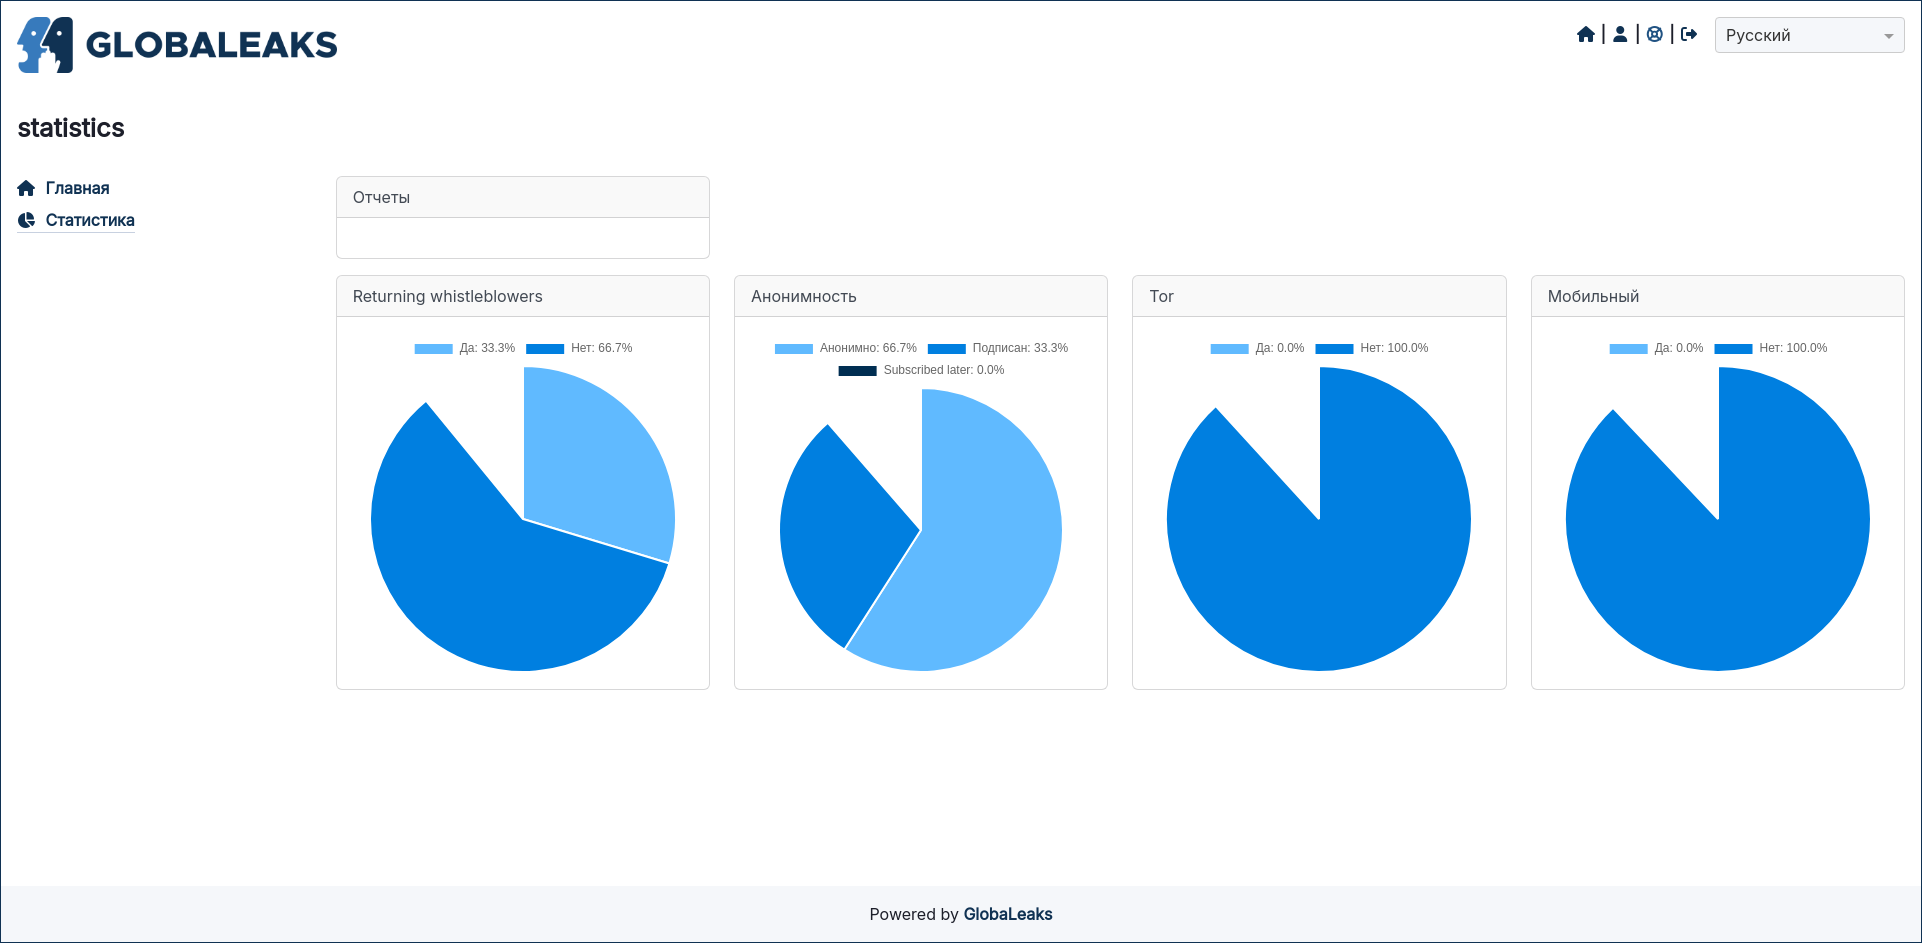 GLOBALEAKS
Русский
statistics
Главная
Статистика
Отчеты
Returning whistleblowers
Да: 33.3% Нет: 66.7%
Анонимность
Анонимно: 66.7% Подписан: 33.3%
Subscribed later: 0.0%
Tor
Да: 0.0% Нет: 100.0%
Мобильный
Да: 0.0% Нет: 100.0%
Powered by GlobaLeaks